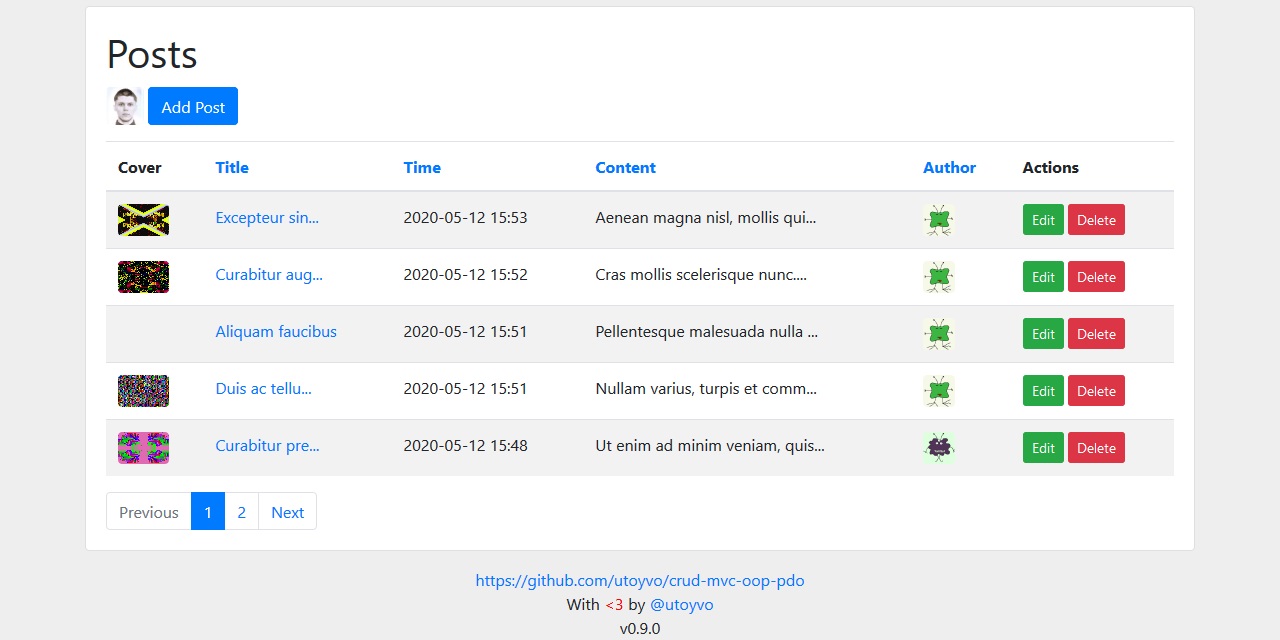 Posts
Add Post
Cover Title Time Content Author Actions
Excepteur sin... 2020-05-12 15:53 Aenean magna nisl, mollis qui... Edit Delete
Curabitur aug... 2020-05-12 15:52 Cras mollis scelerisque nunc.... Edit Delete
Aliquam faucibus 2020-05-12 15:51 Pellentesque malesuada nulla ... Edit Delete
Duis ac tellu... 2020-05-12 15:51 Nullam varius, turpis et comm... Edit Delete
Curabitur pre... 2020-05-12 15:48 Ut enim ad minim veniam, quis... Edit Delete
Previous 1 2 Next
https://github.com/utoyvo/crud-mvc-oop-pdo
With <3 by @utoyvo
v0.9.0